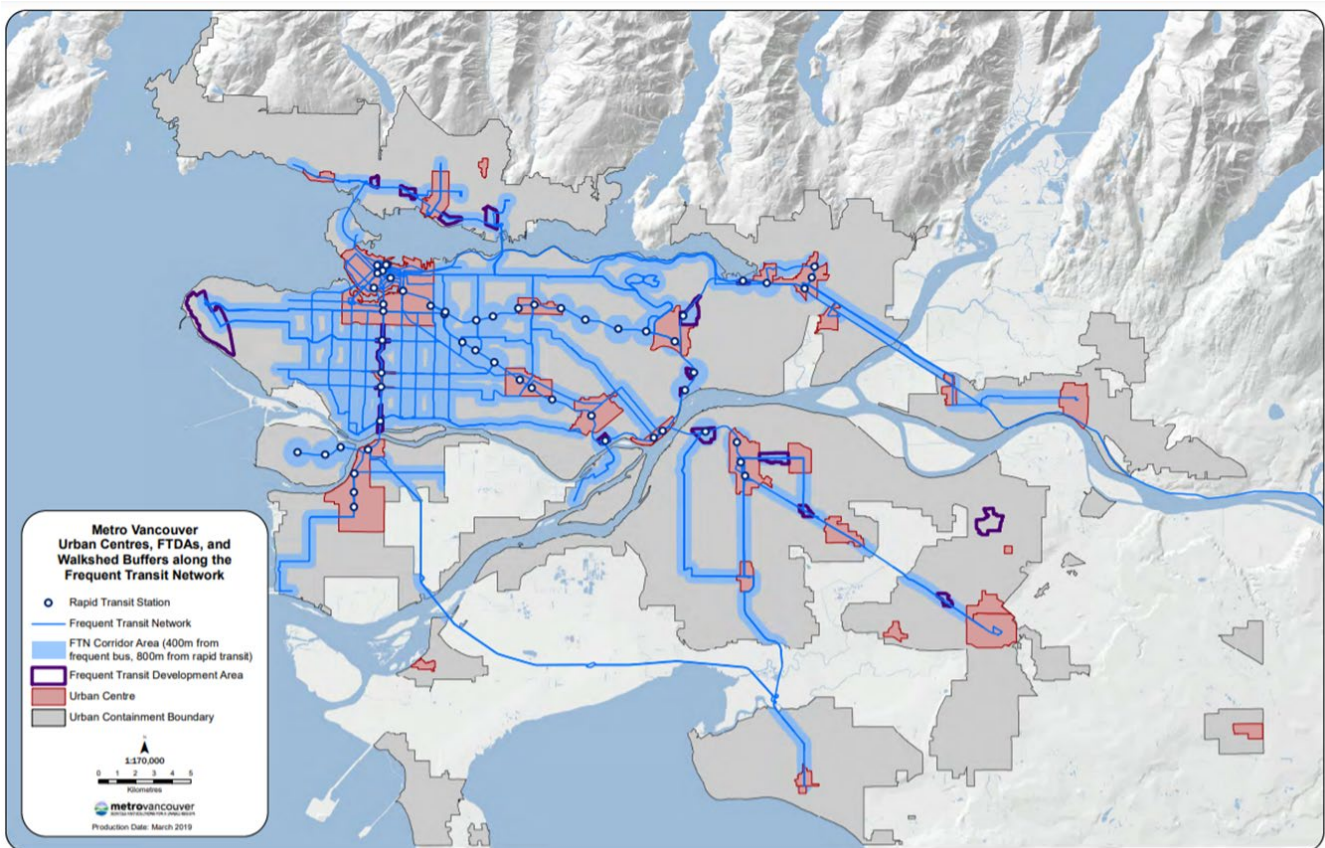 Metro Vancouver
Urban Centres, FTDAs, and
Walkshed Buffers along the
Frequent Transit Network
Rapid Transit Station
Frequent Transit Network
FTN Corridor Area (400m from
frequent bus, 800m from rapid transit)
Frequent Transit Development Area
Urban Centre
Urban Containment Boundary
1:170,000
0 1 2 3 4 5
Kilometres
metrovancouver
Production Date: March 2019